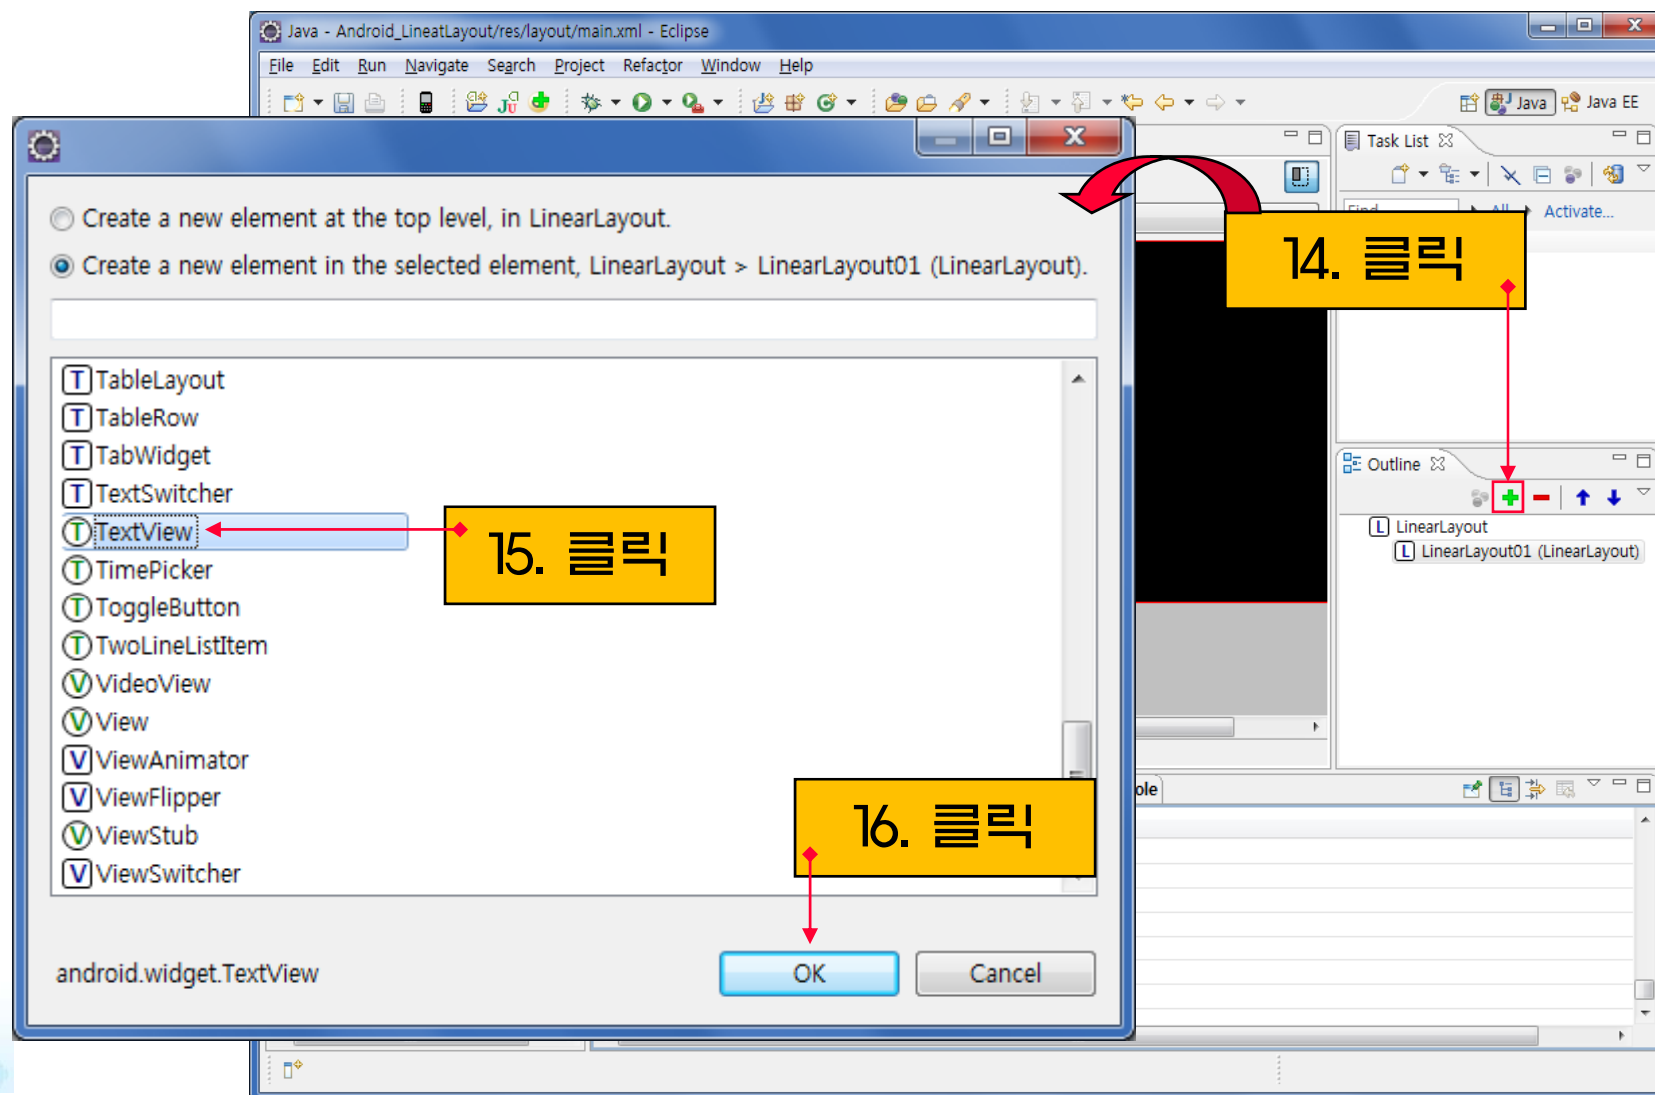 Java - Android_LineatLayout/res/layout/main.xml - Eclipse
File Edit Run Navigate Search Project Refactor Window Help
Java Java EE
Task List
All Activate...
Create a new element at the top level, in LinearLayout.
Create a new element in the selected element, LinearLayout > LinearLayout01 (LinearLayout).
14. 클릭
TableLayout
TableRow
TabWidget
TextSwitcher
TextView
TimePicker
ToggleButton
TwoLineListItem
VideoView
View
ViewAnimator
ViewFlipper
ViewStub
ViewSwitcher
15. 클릭
Outline
LinearLayout
LinearLayout01 (LinearLayout)
16. 클릭
ole
android.widget.TextView
OK
Cancel